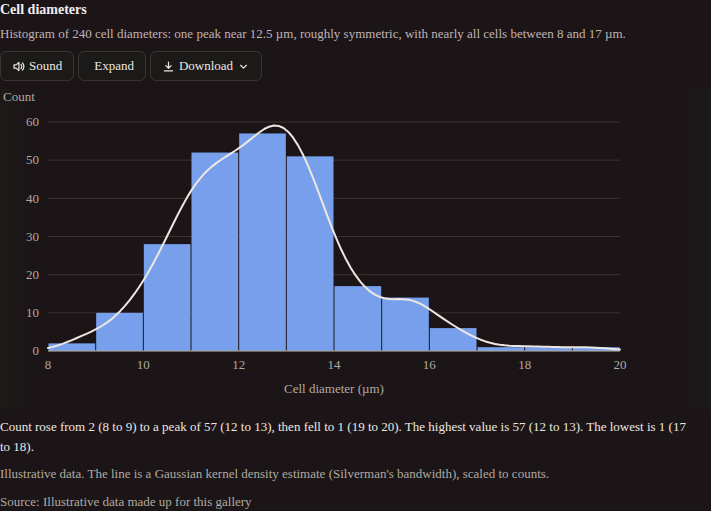 Cell diameters
Histogram of 240 cell diameters: one peak near 12.5 µm, roughly symmetric, with nearly all cells between 8 and 17 µm.
Sound Expand Download
Count
60
50
40
30
20
10
0
8 10 12 14 16 18 20
Cell diameter (µm)
Count rose from 2 (8 to 9) to a peak of 57 (12 to 13), then fell to 1 (19 to 20). The highest value is 57 (12 to 13). The lowest is 1 (17
to 18).
Illustrative data. The line is a Gaussian kernel density estimate (Silverman's bandwidth), scaled to counts.
Source: Illustrative data made up for this gallery